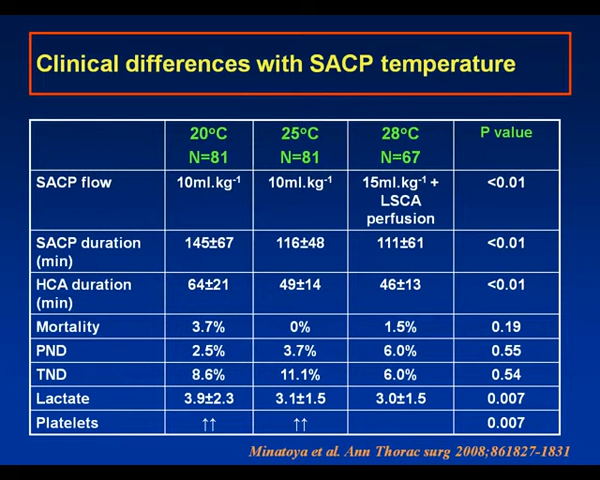 Clinical differences with SACP temperature
20°C 25°C 28°C P value
N=81 N=81 N=67
SACP flow 10ml.kg⁻¹ 10ml.kg⁻¹ 15ml.kg⁻¹ + <0.01
LSCA
perfusion
SACP duration 145±67 116±48 111±61 <0.01
(min)
HCA duration 64±21 49±14 46±13 <0.01
(min)
Mortality 3.7% 0% 1.5% 0.19
PND 2.5% 3.7% 6.0% 0.55
TND 8.6% 11.1% 6.0% 0.54
Lactate 3.9±2.3 3.1±1.5 3.0±1.5 0.007
Platelets ↑↑ ↑↑ 0.007
Minatoya et al. Ann Thorac surg 2008;861827-1831